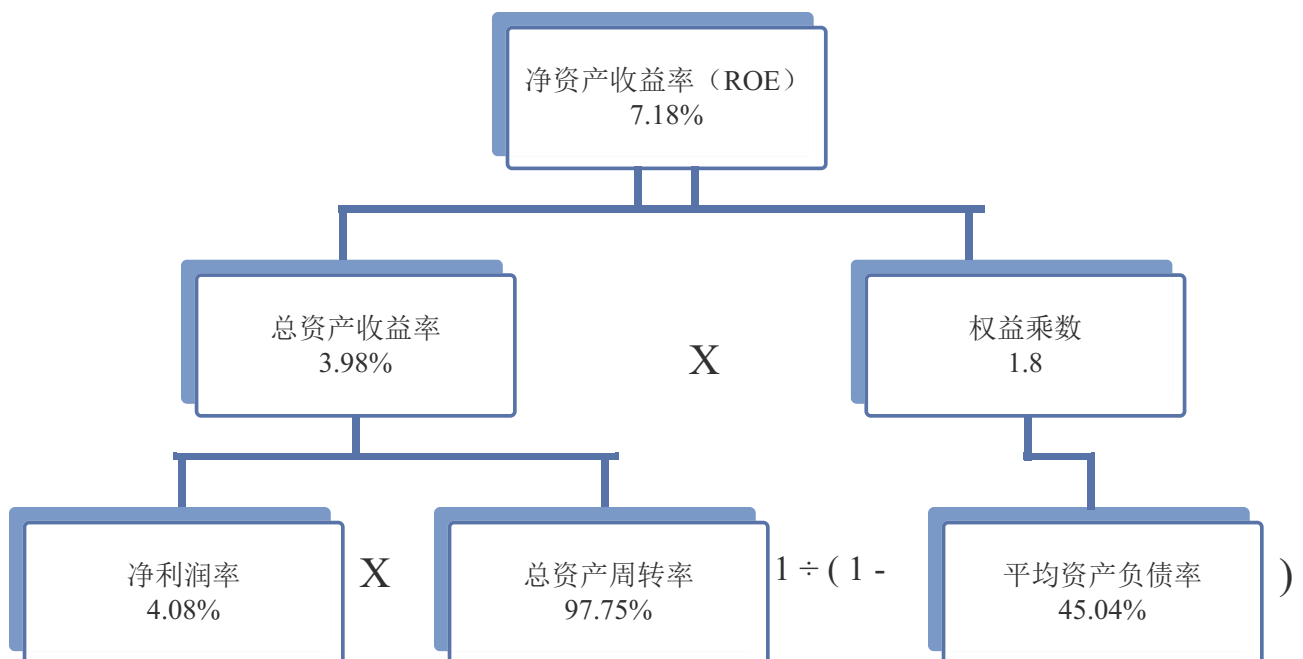 净资产收益率（ROE）
7.18%
总资产收益率
3.98%
X
权益乘数
1.8
净利润率
4.08%
X
总资产周转率
97.75%
1 ÷ ( 1 -
平均资产负债率
45.04%
)